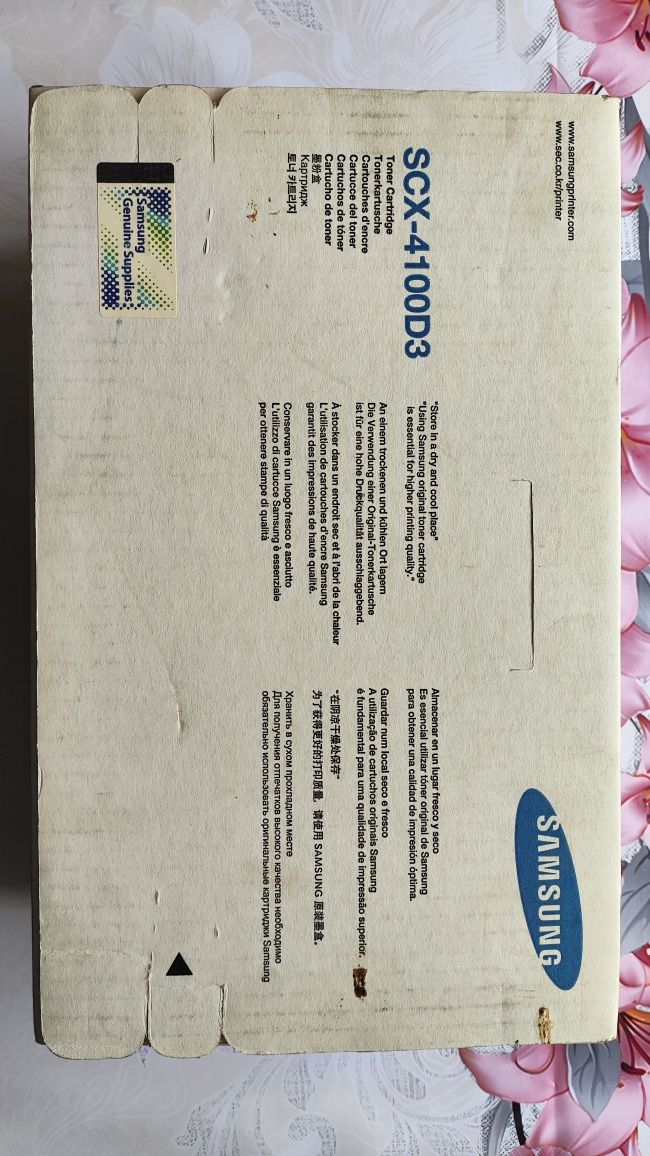 www.samsungprinter.com
www.sec.co.kr/printer
SAMSUNG
SCX-4100D3
Toner Cartridge
Tonerkartusche
Cartouches d'encre
Cartucce del toner
Cartuchos de tóner
Cartucho de toner
墨粉盒
Картридж
토너 카트리지
"Store in a dry and cool place"
"Using Samsung original toner cartridge
is essential for higher printing quality."
An einem trockenen und kühlen Ort lagern
Die Verwendung einer Original-Tonerkartusche
ist für eine hohe Druckqualität ausschlaggebend.
À stocker dans un endroit sec et à l'abri de la chaleur
L'utilisation de cartouches d'encre Samsung
garantit des impressions de haute qualité.
Conservare in un luogo fresco e asciutto
L'utilizzo di cartucce Samsung è essenziale
per ottenere stampe di qualità
Almacenar en un lugar fresco y seco
Es esencial utilizar tóner original de Samsung
para obtener una calidad de impresión óptima.
Guardar num local seco e fresco
A utilização de cartuchos originais Samsung
é fundamental para uma qualidade de impressão superior.
"在阴凉干燥处保存"
为了获得更好的打印质量, 请使用 SAMSUNG 原装墨盒。
Хранить в сухом прохладном месте
Для получения отпечатков высокого качества необходимо
обязательно использовать оригинальные картриджи Samsung
Samsung
Genuine Supplies